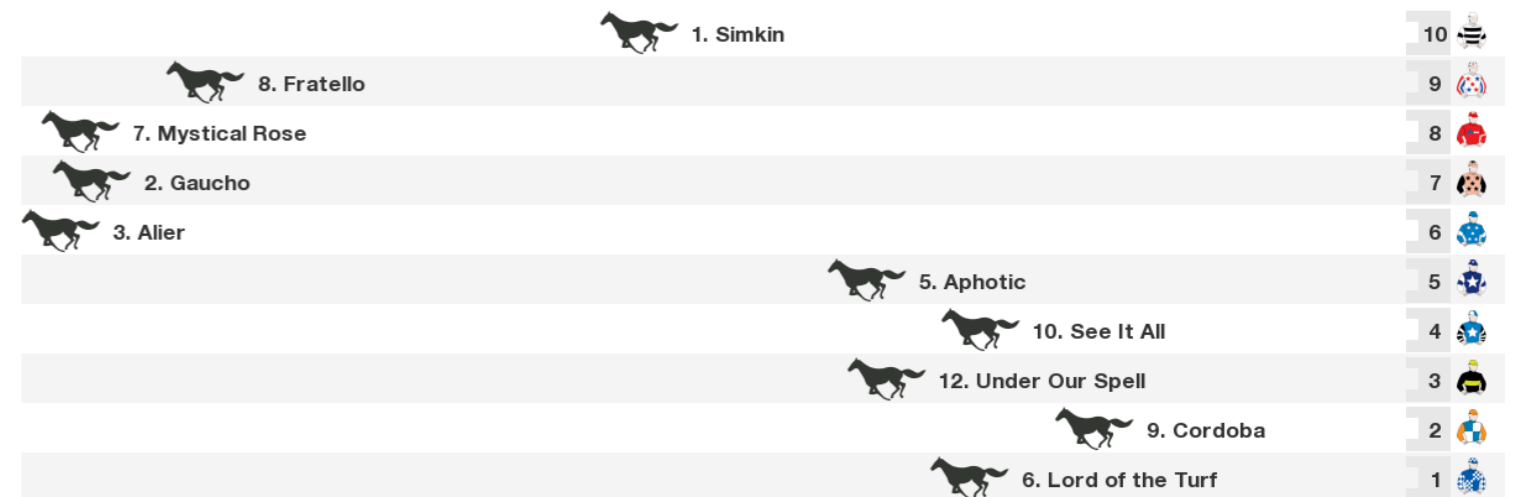 1. Simkin 10
8. Fratello 9
7. Mystical Rose 8
2. Gaucho 7
3. Alier 6
5. Aphotic 5
10. See It All 4
12. Under Our Spell 3
9. Cordoba 2
6. Lord of the Turf 1